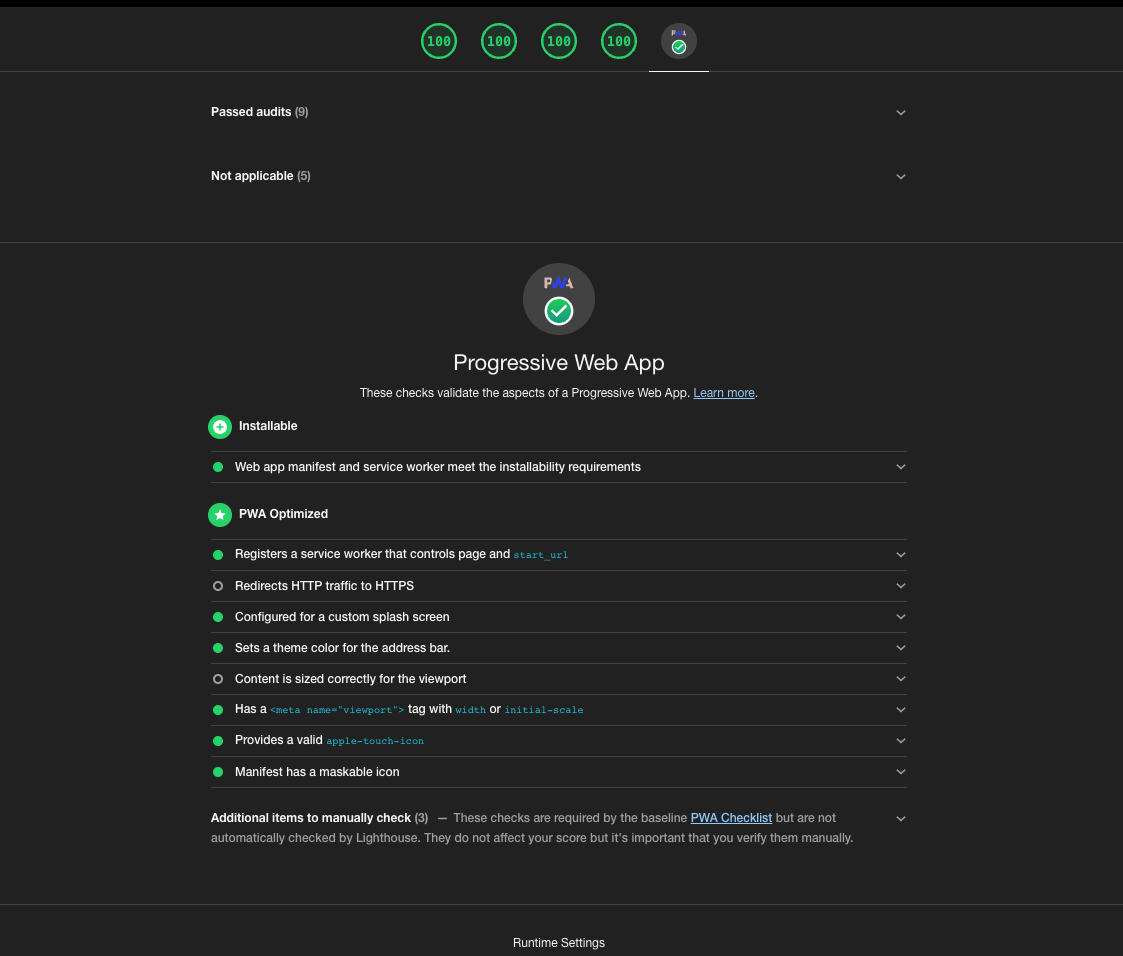 100 100 100 100 PWA
Passed audits (9)
Not applicable (5)
PWA
Progressive Web App
These checks validate the aspects of a Progressive Web App. Learn more.
Installable
Web app manifest and service worker meet the installability requirements
PWA Optimized
Registers a service worker that controls page and start_url
Redirects HTTP traffic to HTTPS
Configured for a custom splash screen
Sets a theme color for the address bar.
Content is sized correctly for the viewport
Has a <meta name="viewport"> tag with width or initial-scale
Provides a valid apple-touch-icon
Manifest has a maskable icon
Additional items to manually check (3) — These checks are required by the baseline PWA Checklist but are not
automatically checked by Lighthouse. They do not affect your score but it's important that you verify them manually.
Runtime Settings